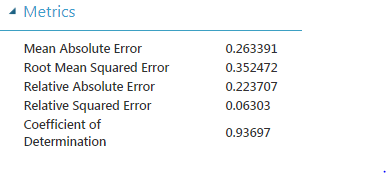 Metrics
Mean Absolute Error 0.263391
Root Mean Squared Error 0.352472
Relative Absolute Error 0.223707
Relative Squared Error 0.06303
Coefficient of
Determination 0.93697